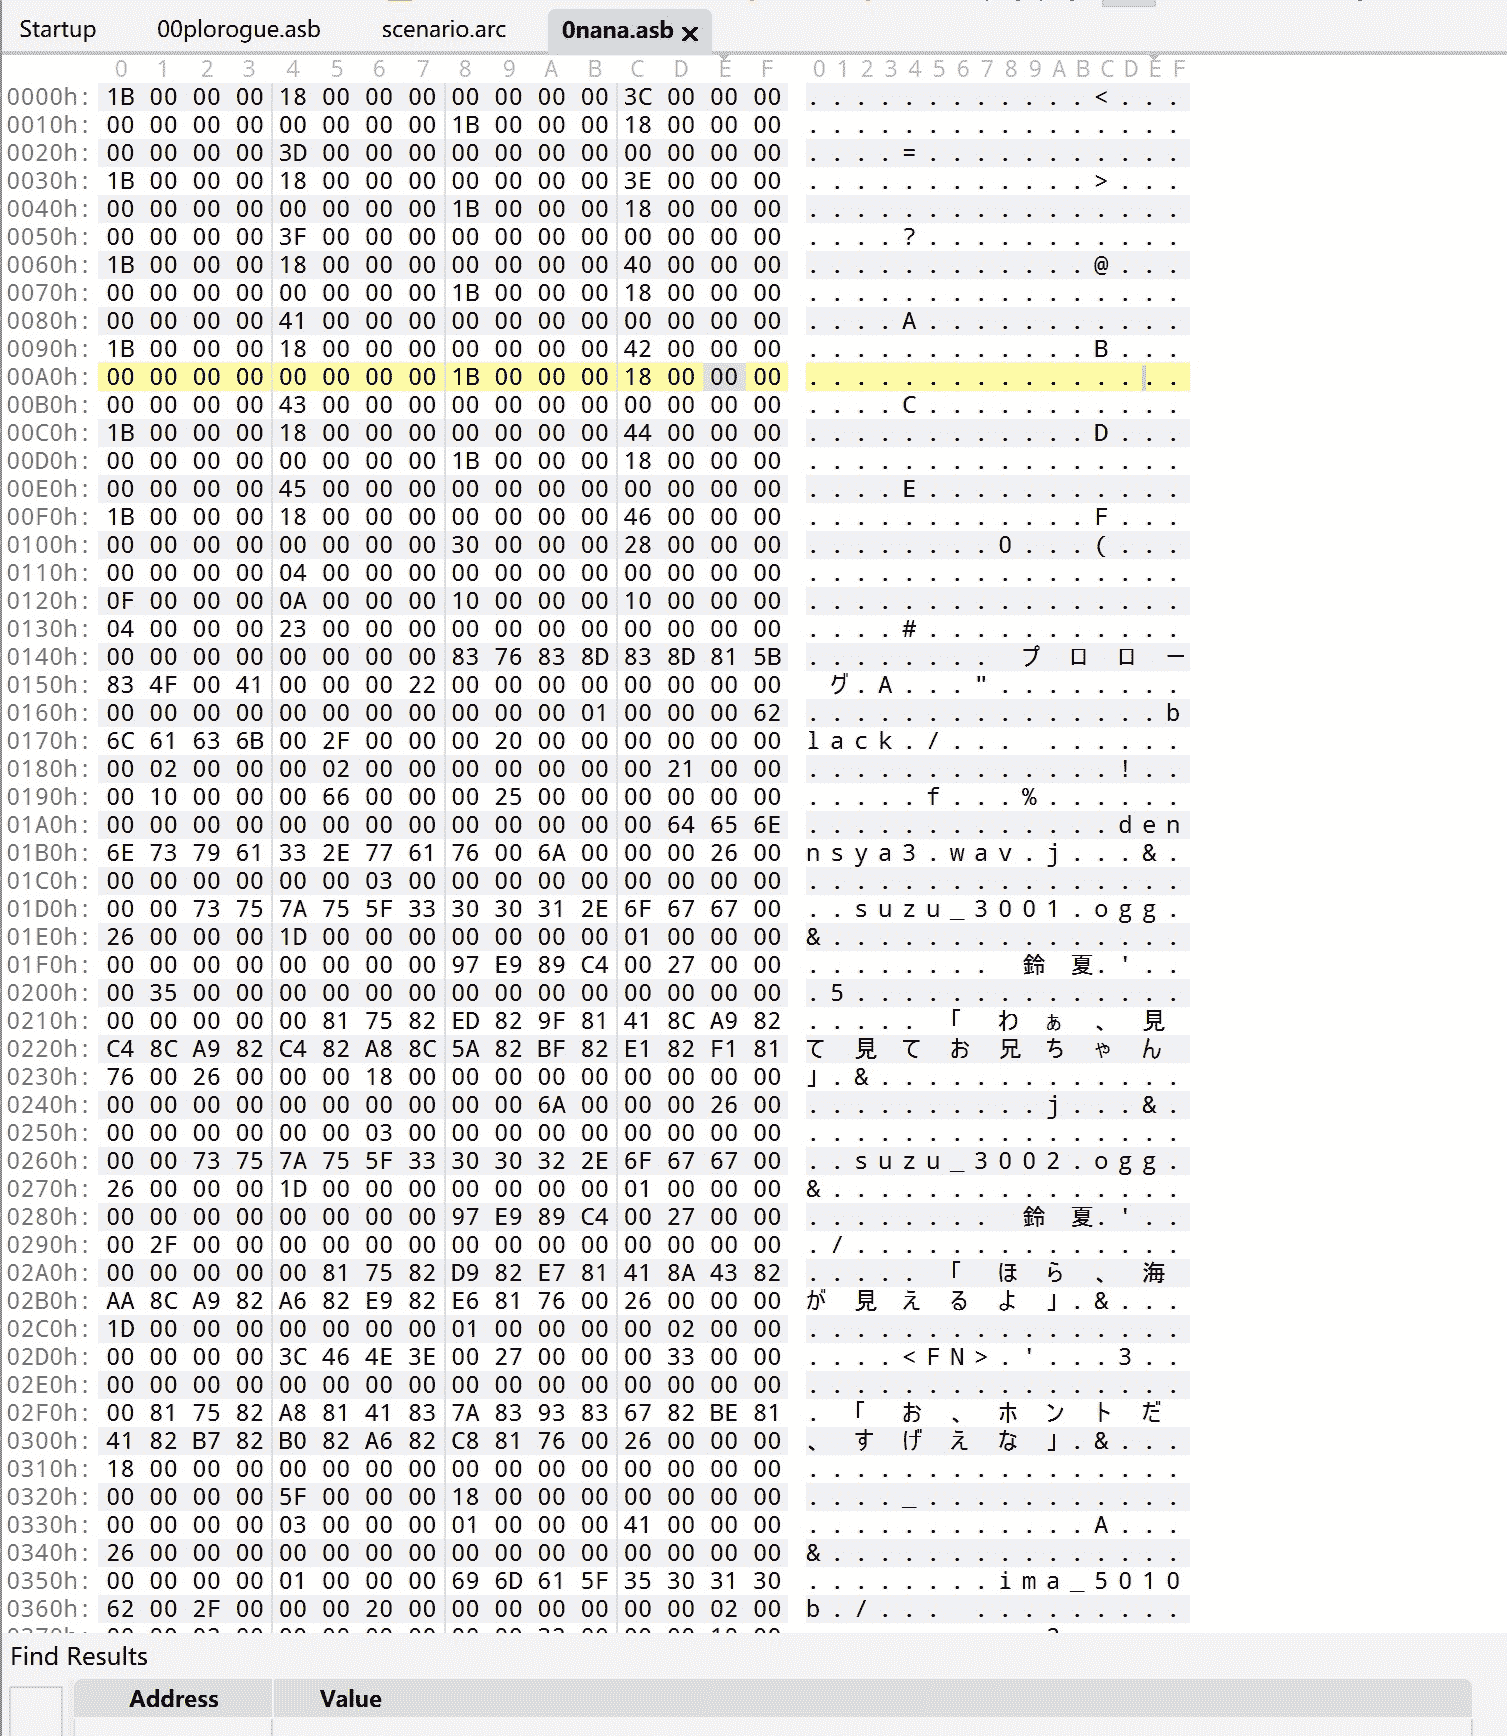 Startup 00plorogue.asb scenario.arc 0nana.asb ×
0 1 2 3 4 5 6 7 8 9 A B C D E F 0 1 2 3 4 5 6 7 8 9 A B C D E F
0000h: 1B 00 00 00 18 00 00 00 00 00 00 00 3C 00 00 00 . . . . . . . . . . . . < . . .
0010h: 00 00 00 00 00 00 00 00 1B 00 00 00 18 00 00 00 . . . . . . . . . . . . . . . .
0020h: 00 00 00 00 3D 00 00 00 00 00 00 00 00 00 00 00 . . . . = . . . . . . . . . . .
0030h: 1B 00 00 00 18 00 00 00 00 00 00 00 3E 00 00 00 . . . . . . . . . . . . > . . .
0040h: 00 00 00 00 00 00 00 00 1B 00 00 00 18 00 00 00 . . . . . . . . . . . . . . . .
0050h: 00 00 00 00 3F 00 00 00 00 00 00 00 00 00 00 00 . . . . ? . . . . . . . . . . .
0060h: 1B 00 00 00 18 00 00 00 00 00 00 00 40 00 00 00 . . . . . . . . . . . . @ . . .
0070h: 00 00 00 00 00 00 00 00 1B 00 00 00 18 00 00 00 . . . . . . . . . . . . . . . .
0080h: 00 00 00 00 41 00 00 00 00 00 00 00 00 00 00 00 . . . . A . . . . . . . . . . .
0090h: 1B 00 00 00 18 00 00 00 00 00 00 00 42 00 00 00 . . . . . . . . . . . . B . . .
00A0h: 00 00 00 00 00 00 00 00 1B 00 00 00 18 00 00 00 . . . . . . . . . . . . . . . .
00B0h: 00 00 00 00 43 00 00 00 00 00 00 00 00 00 00 00 . . . . C . . . . . . . . . . .
00C0h: 1B 00 00 00 18 00 00 00 00 00 00 00 44 00 00 00 . . . . . . . . . . . . D . . .
00D0h: 00 00 00 00 00 00 00 00 1B 00 00 00 18 00 00 00 . . . . . . . . . . . . . . . .
00E0h: 00 00 00 00 45 00 00 00 00 00 00 00 00 00 00 00 . . . . E . . . . . . . . . . .
00F0h: 1B 00 00 00 18 00 00 00 00 00 00 00 46 00 00 00 . . . . . . . . . . . . F . . .
0100h: 00 00 00 00 00 00 00 00 30 00 00 00 28 00 00 00 . . . . . . . . 0 . . . ( . . .
0110h: 00 00 00 00 04 00 00 00 00 00 00 00 00 00 00 00 . . . . . . . . . . . . . . . .
0120h: 0F 00 00 00 0A 00 00 00 10 00 00 00 10 00 00 00 . . . . . . . . . . . . . . . .
0130h: 04 00 00 00 23 00 00 00 00 00 00 00 00 00 00 00 . . . . # . . . . . . . . . . .
0140h: 00 00 00 00 00 00 00 00 83 76 83 8D 83 8D 81 5B . . . . . . . . プ ロ ロ ー
0150h: 83 4F 00 41 00 00 00 22 00 00 00 00 00 00 00 00 グ . A . . . " . . . . . . . .
0160h: 00 00 00 00 00 00 00 00 00 00 00 01 00 00 00 62 . . . . . . . . . . . . . . . b
0170h: 6C 61 63 6B 00 2F 00 00 00 20 00 00 00 00 00 00 l a c k . / . . .   . . . . . .
0180h: 00 02 00 00 00 02 00 00 00 00 00 00 00 21 00 00 . . . . . . . . . . . . . ! . .
0190h: 00 10 00 00 00 66 00 00 00 25 00 00 00 00 00 00 . . . . . f . . . % . . . . . .
01A0h: 00 00 00 00 00 00 00 00 00 00 00 00 00 64 65 6E . . . . . . . . . . . . . d e n
01B0h: 6E 73 79 61 33 2E 77 61 76 00 6A 00 00 00 26 00 n s y a 3 . w a v . j . . . & .
01C0h: 00 00 00 00 00 00 03 00 00 00 00 00 00 00 00 00 . . . . . . . . . . . . . . . .
01D0h: 00 00 73 75 7A 75 5F 33 30 30 31 2E 6F 67 67 00 . . s u z u _ 3 0 0 1 . o g g .
01E0h: 26 00 00 00 1D 00 00 00 00 00 00 00 01 00 00 00 & . . . . . . . . . . . . . . .
01F0h: 00 00 00 00 00 00 00 00 97 E9 89 C4 00 27 00 00 . . . . . . . . 鈴 夏 . ' . .
0200h: 00 35 00 00 00 00 00 00 00 00 00 00 00 00 00 00 . 5 . . . . . . . . . . . . . .
0210h: 00 00 00 00 00 81 75 82 ED 82 9F 81 41 8C A9 82 . . . . . 「 わ ぁ 、 見
0220h: C4 8C A9 82 C4 82 A8 8C 5A 82 BF 82 E1 82 F1 81 て 見 て お 兄 ち ゃ ん
0230h: 76 00 26 00 00 00 18 00 00 00 00 00 00 00 00 00 」 . & . . . . . . . . . . . . .
0240h: 00 00 00 00 00 00 00 00 00 00 6A 00 00 00 26 00 . . . . . . . . . . j . . . & .
0250h: 00 00 00 00 00 00 03 00 00 00 00 00 00 00 00 00 . . . . . . . . . . . . . . . .
0260h: 00 00 73 75 7A 75 5F 33 30 30 32 2E 6F 67 67 00 . . s u z u _ 3 0 0 2 . o g g .
0270h: 26 00 00 00 1D 00 00 00 00 00 00 00 01 00 00 00 & . . . . . . . . . . . . . . .
0280h: 00 00 00 00 00 00 00 00 97 E9 89 C4 00 27 00 00 . . . . . . . . 鈴 夏 . ' . .
0290h: 00 2F 00 00 00 00 00 00 00 00 00 00 00 00 00 00 . / . . . . . . . . . . . . . .
02A0h: 00 00 00 00 00 81 75 82 D9 82 E7 81 41 8A 43 82 . . . . . 「 ほ ら 、 海
02B0h: AA 8C A9 82 A6 82 E9 82 E6 81 76 00 26 00 00 00 が 見 え る よ 」 . & . . .
02C0h: 1D 00 00 00 00 00 00 00 01 00 00 00 00 02 00 00 . . . . . . . . . . . . . . . .
02D0h: 00 00 00 00 3C 46 4E 3E 00 27 00 00 00 33 00 00 . . . . < F N > . ' . . . 3 . .
02E0h: 00 00 00 00 00 00 00 00 00 00 00 00 00 00 00 00 . . . . . . . . . . . . . . . .
02F0h: 00 81 75 82 A8 81 41 83 7A 83 93 83 67 82 BE 81 . 「 お 、 ホ ン ト だ
0300h: 41 82 B7 82 B0 82 A6 82 C8 81 76 00 26 00 00 00 、 す げ え な 」 . & . . .
0310h: 18 00 00 00 00 00 00 00 00 00 00 00 00 00 00 00 . . . . . . . . . . . . . . . .
0320h: 00 00 00 00 5F 00 00 00 18 00 00 00 00 00 00 00 . . . . _ . . . . . . . . . . .
0330h: 00 00 00 00 03 00 00 00 01 00 00 00 41 00 00 00 . . . . . . . . . . . . A . . .
0340h: 26 00 00 00 00 00 00 00 00 00 00 00 00 00 00 00 & . . . . . . . . . . . . . . .
0350h: 00 00 00 00 01 00 00 00 69 6D 61 5F 35 30 31 30 . . . . . . . . i m a _ 5 0 1 0
0360h: 62 00 2F 00 00 00 20 00 00 00 00 00 00 00 02 00 b . / . . .   . . . . . . . . .
Find Results
Address Value